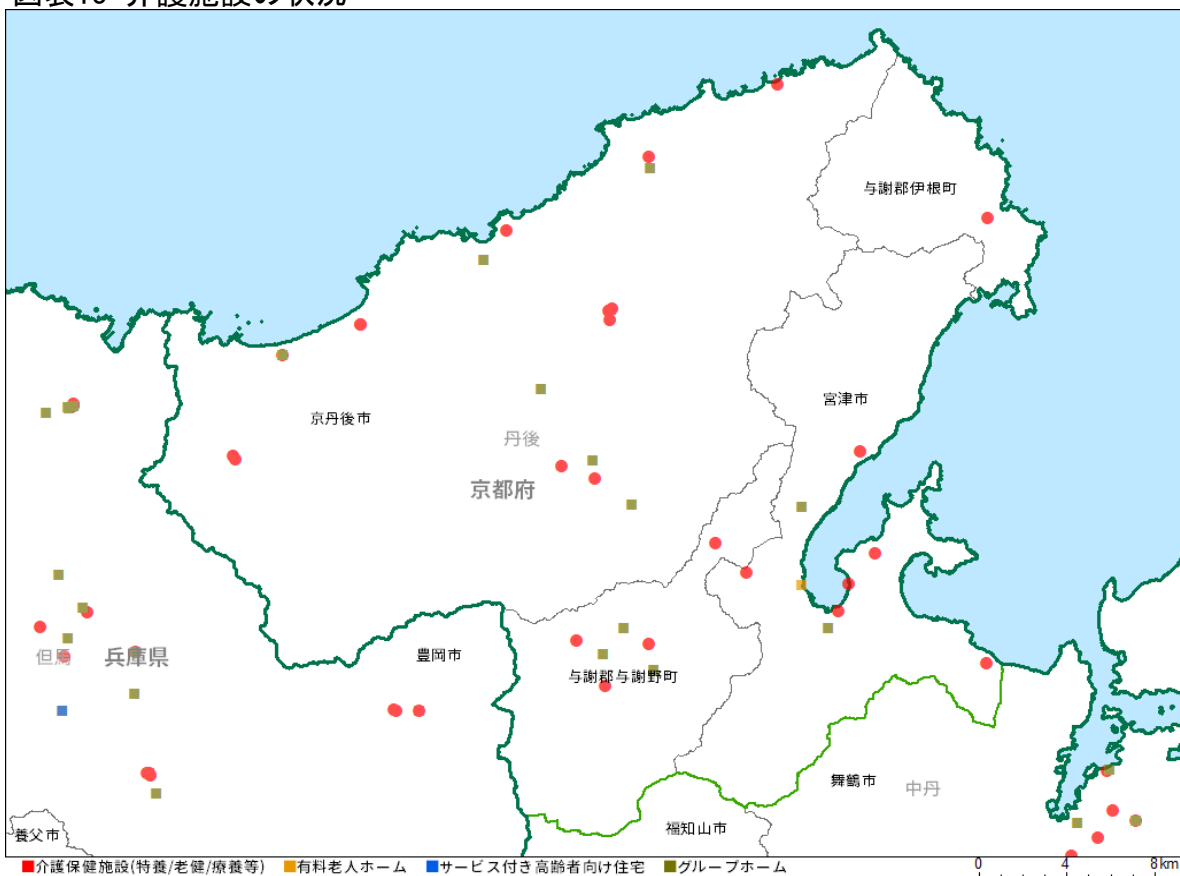 与謝郡伊根町
宮津市
京丹後市
丹後
京都府
豊岡市
但馬
兵庫県
与謝郡与謝野町
舞鶴市
中丹
福知山市
養父市
介護保健施設(特養/老健/療養等) 有料老人ホーム サービス付き高齢者向け住宅 グループホーム
0 4 8km